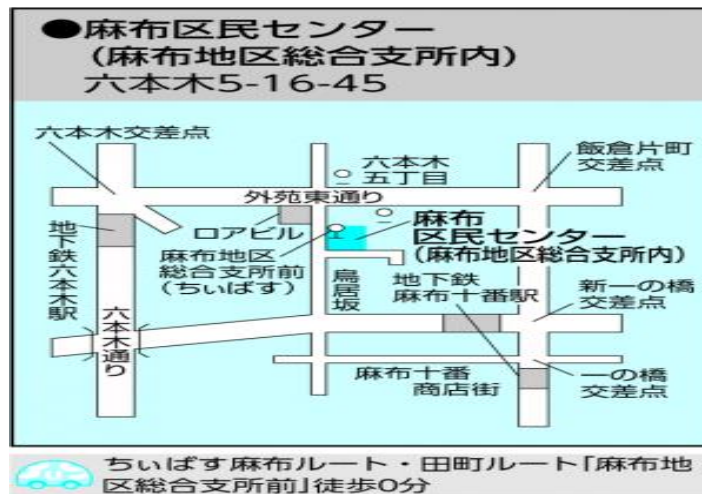 ●麻布区民センター
(麻布地区総合支所内)
六本木5-16-45
六本木交差点
六本木
五丁目
飯倉片町
交差点
外苑東通り
地下鉄六本木駅
ロアビル
麻布
区民センター
(麻布地区総合支所内)
麻布地区
総合支所前
(ちぃばす)
鳥居坂
地下鉄
麻布十番駅
新一の橋
交差点
六本木通り
麻布十番
商店街
一の橋
交差点
ちぃばす麻布ルート・田町ルート「麻布地
区総合支所前」徒歩0分